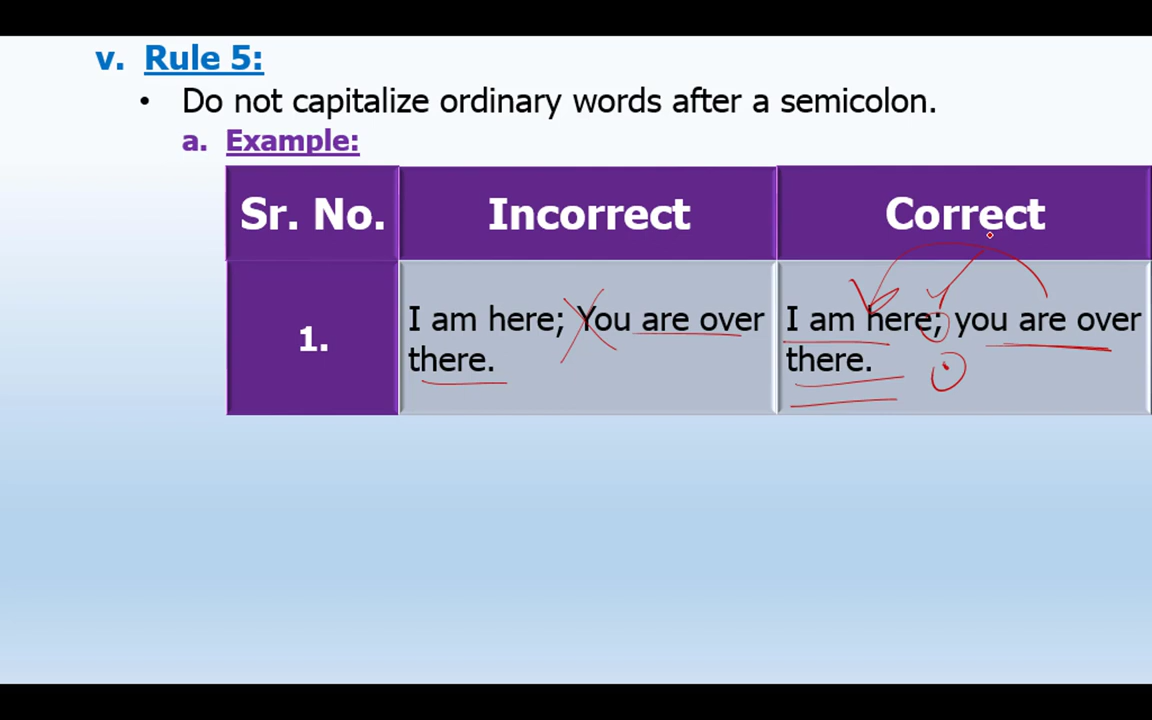 v. Rule 5:
• Do not capitalize ordinary words after a semicolon.
a. Example:
Sr. No. Incorrect Correct
1.
I am here; You are over
there.
I am here; you are over
there.